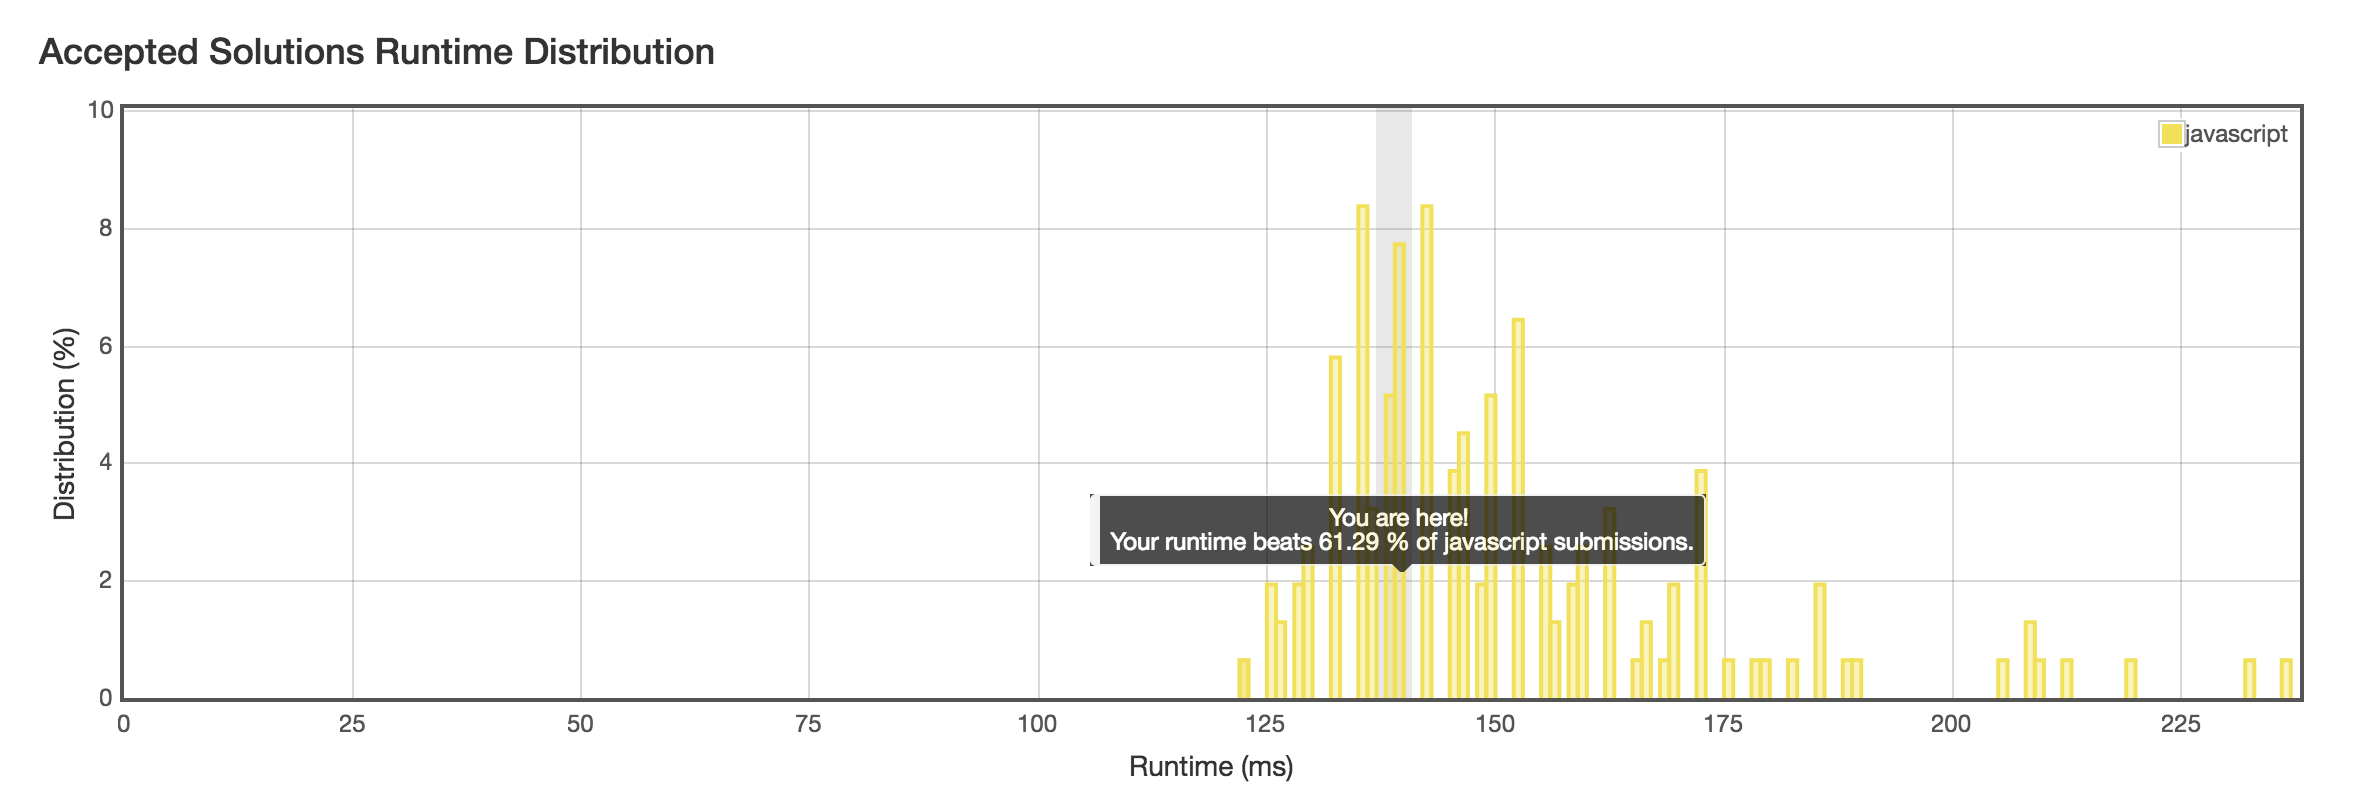 Accepted Solutions Runtime Distribution
10
javascript
8
6
4
2
0
Distribution (%)
You are here!
Your runtime beats 61.29 % of javascript submissions.
0 25 50 75 100 125 150 175 200 225
Runtime (ms)